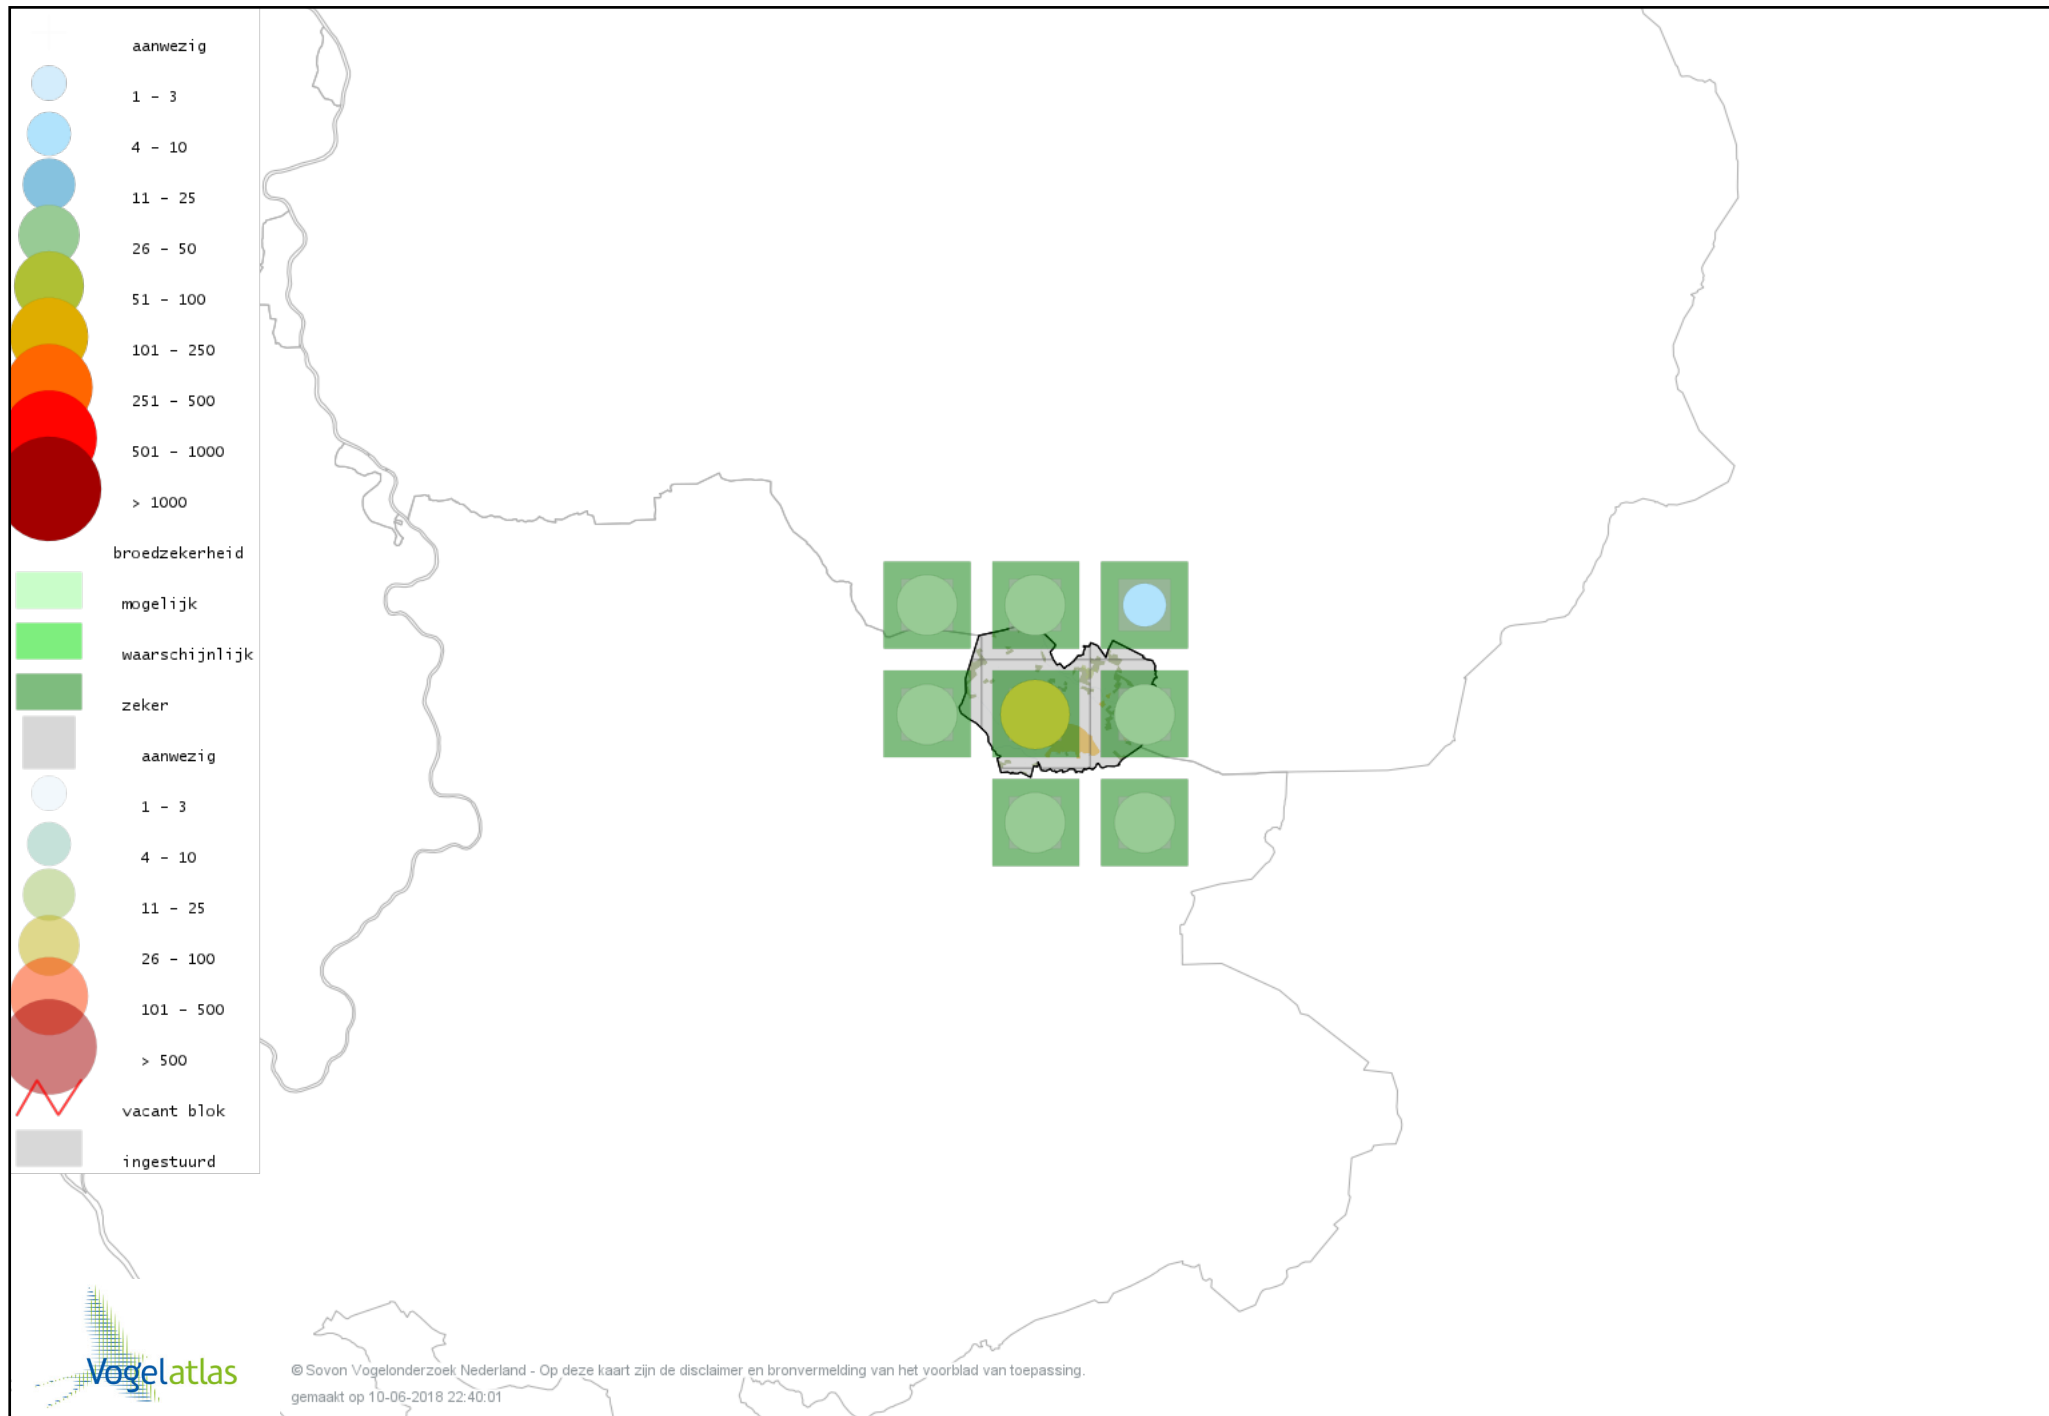 aanwezig
1 - 3
4 - 10
11 - 25
26 - 50
51 - 100
101 - 250
251 - 500
501 - 1000
> 1000
broedzekerheid
mogelijk
waarschijnlijk
zeker
aanwezig
1 - 3
4 - 10
11 - 25
26 - 100
101 - 500
> 500
vacant blok
ingestuurd
Vogelatlas
© Sovon Vogelonderzoek Nederland - Op deze kaart zijn de disclaimer en bronvermelding van het voorblad van toepassing.
gemaakt op 10-06-2018 22:40:01